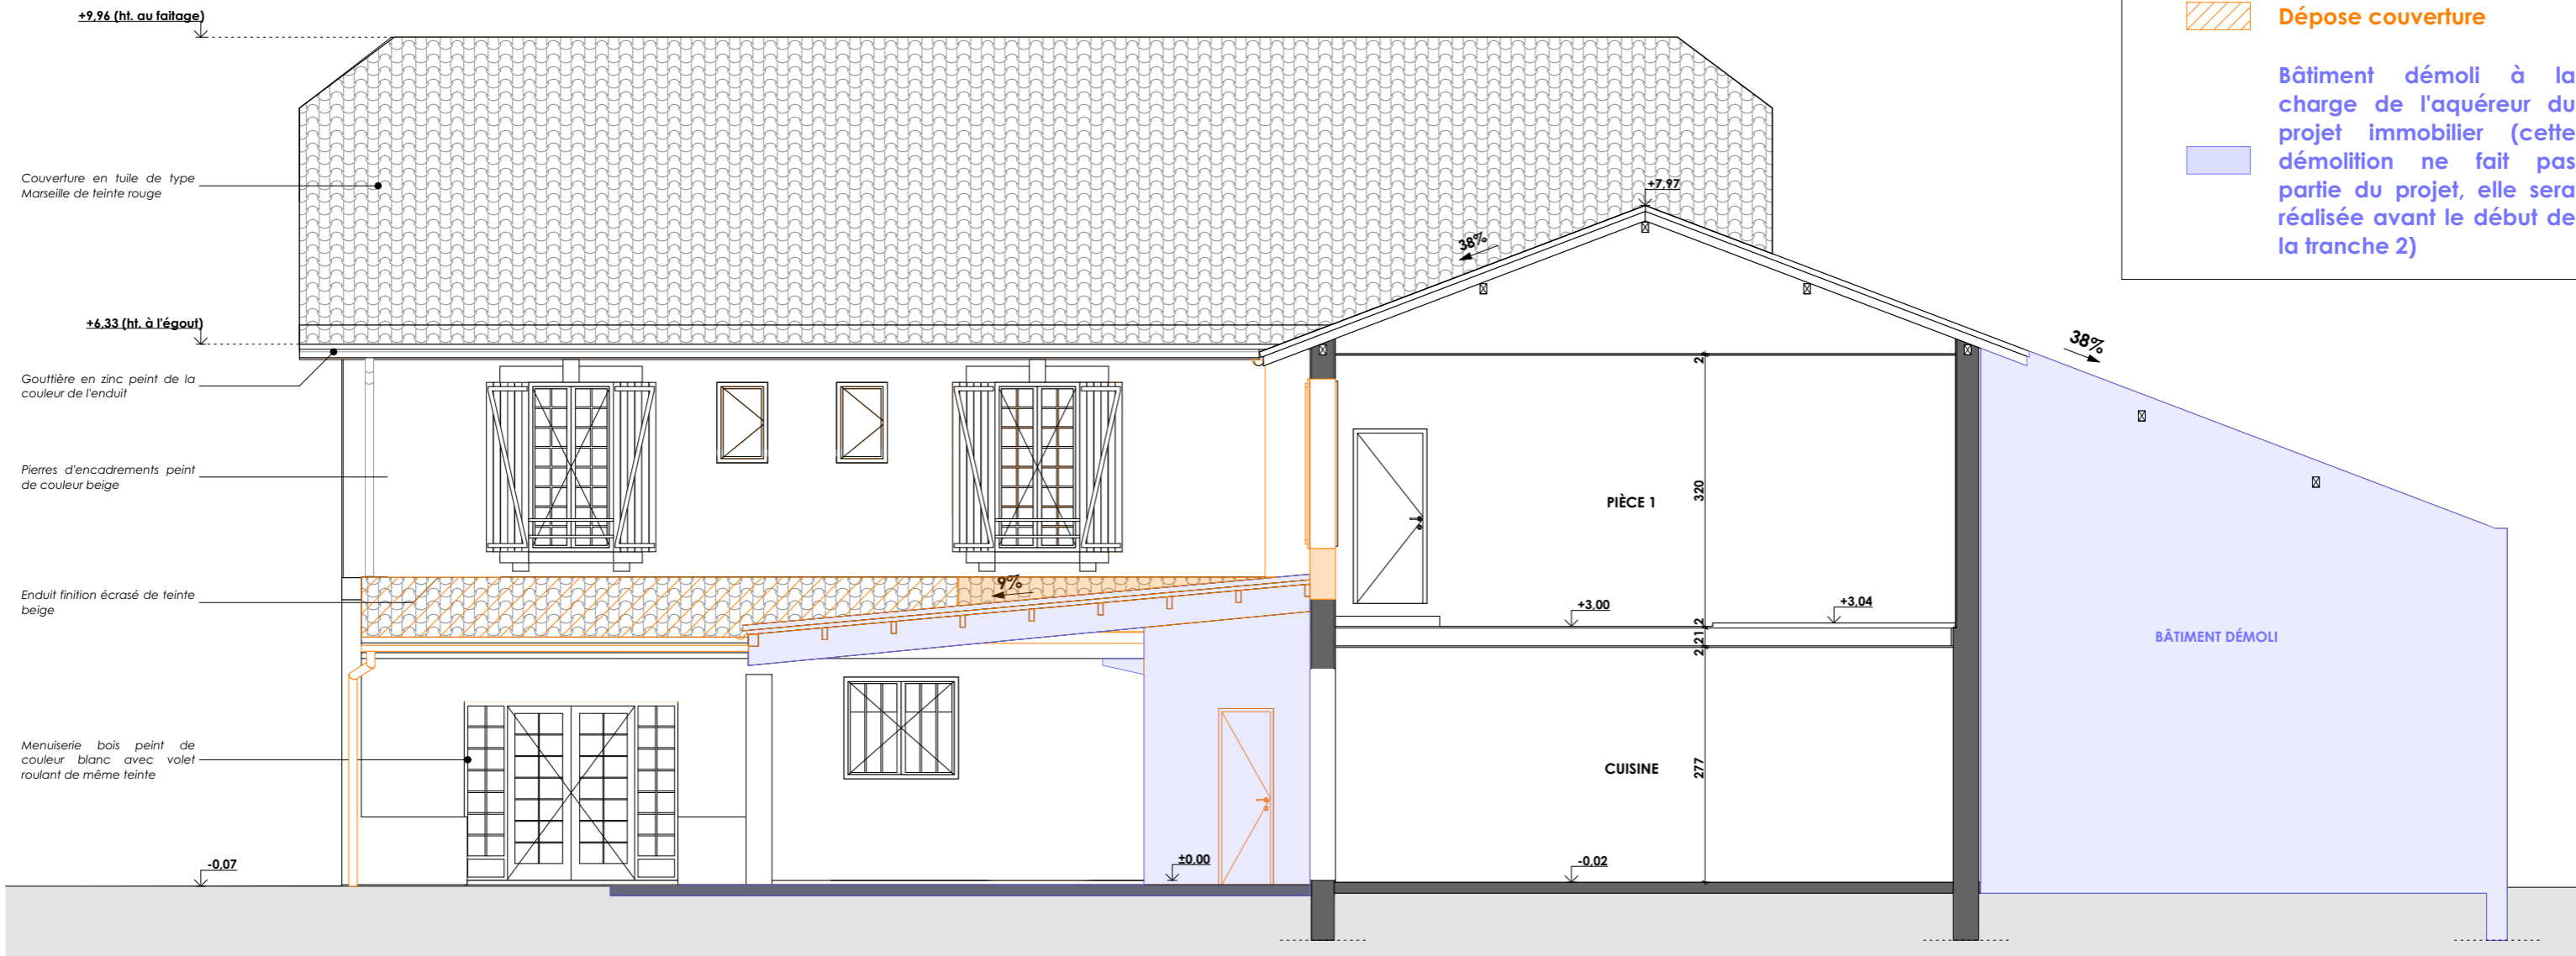 +9,96 (ht. au faitage)
Couverture en tuile de type
Marseille de teinte rouge
+6,33 (ht. à l'égout)
Gouttière en zinc peint de la
couleur de l'enduit
Pierres d'encadrements peint
de couleur beige
Enduit finition écrasé de teinte
beige
Menuiserie bois peint de
couleur blanc avec volet
roulant de même teinte
-0,07
9%
±0,00
38%
+7,97
2
320
PIÈCE 1
+3,00
+3,04
2
21
2
CUISINE
277
-0,02
38%
BÂTIMENT DÉMOLI
Dépose couverture
Bâtiment démoli à la
charge de l'aquéreur du
projet immobilier (cette
démolition ne fait pas
partie du projet, elle sera
réalisée avant le début de
la tranche 2)